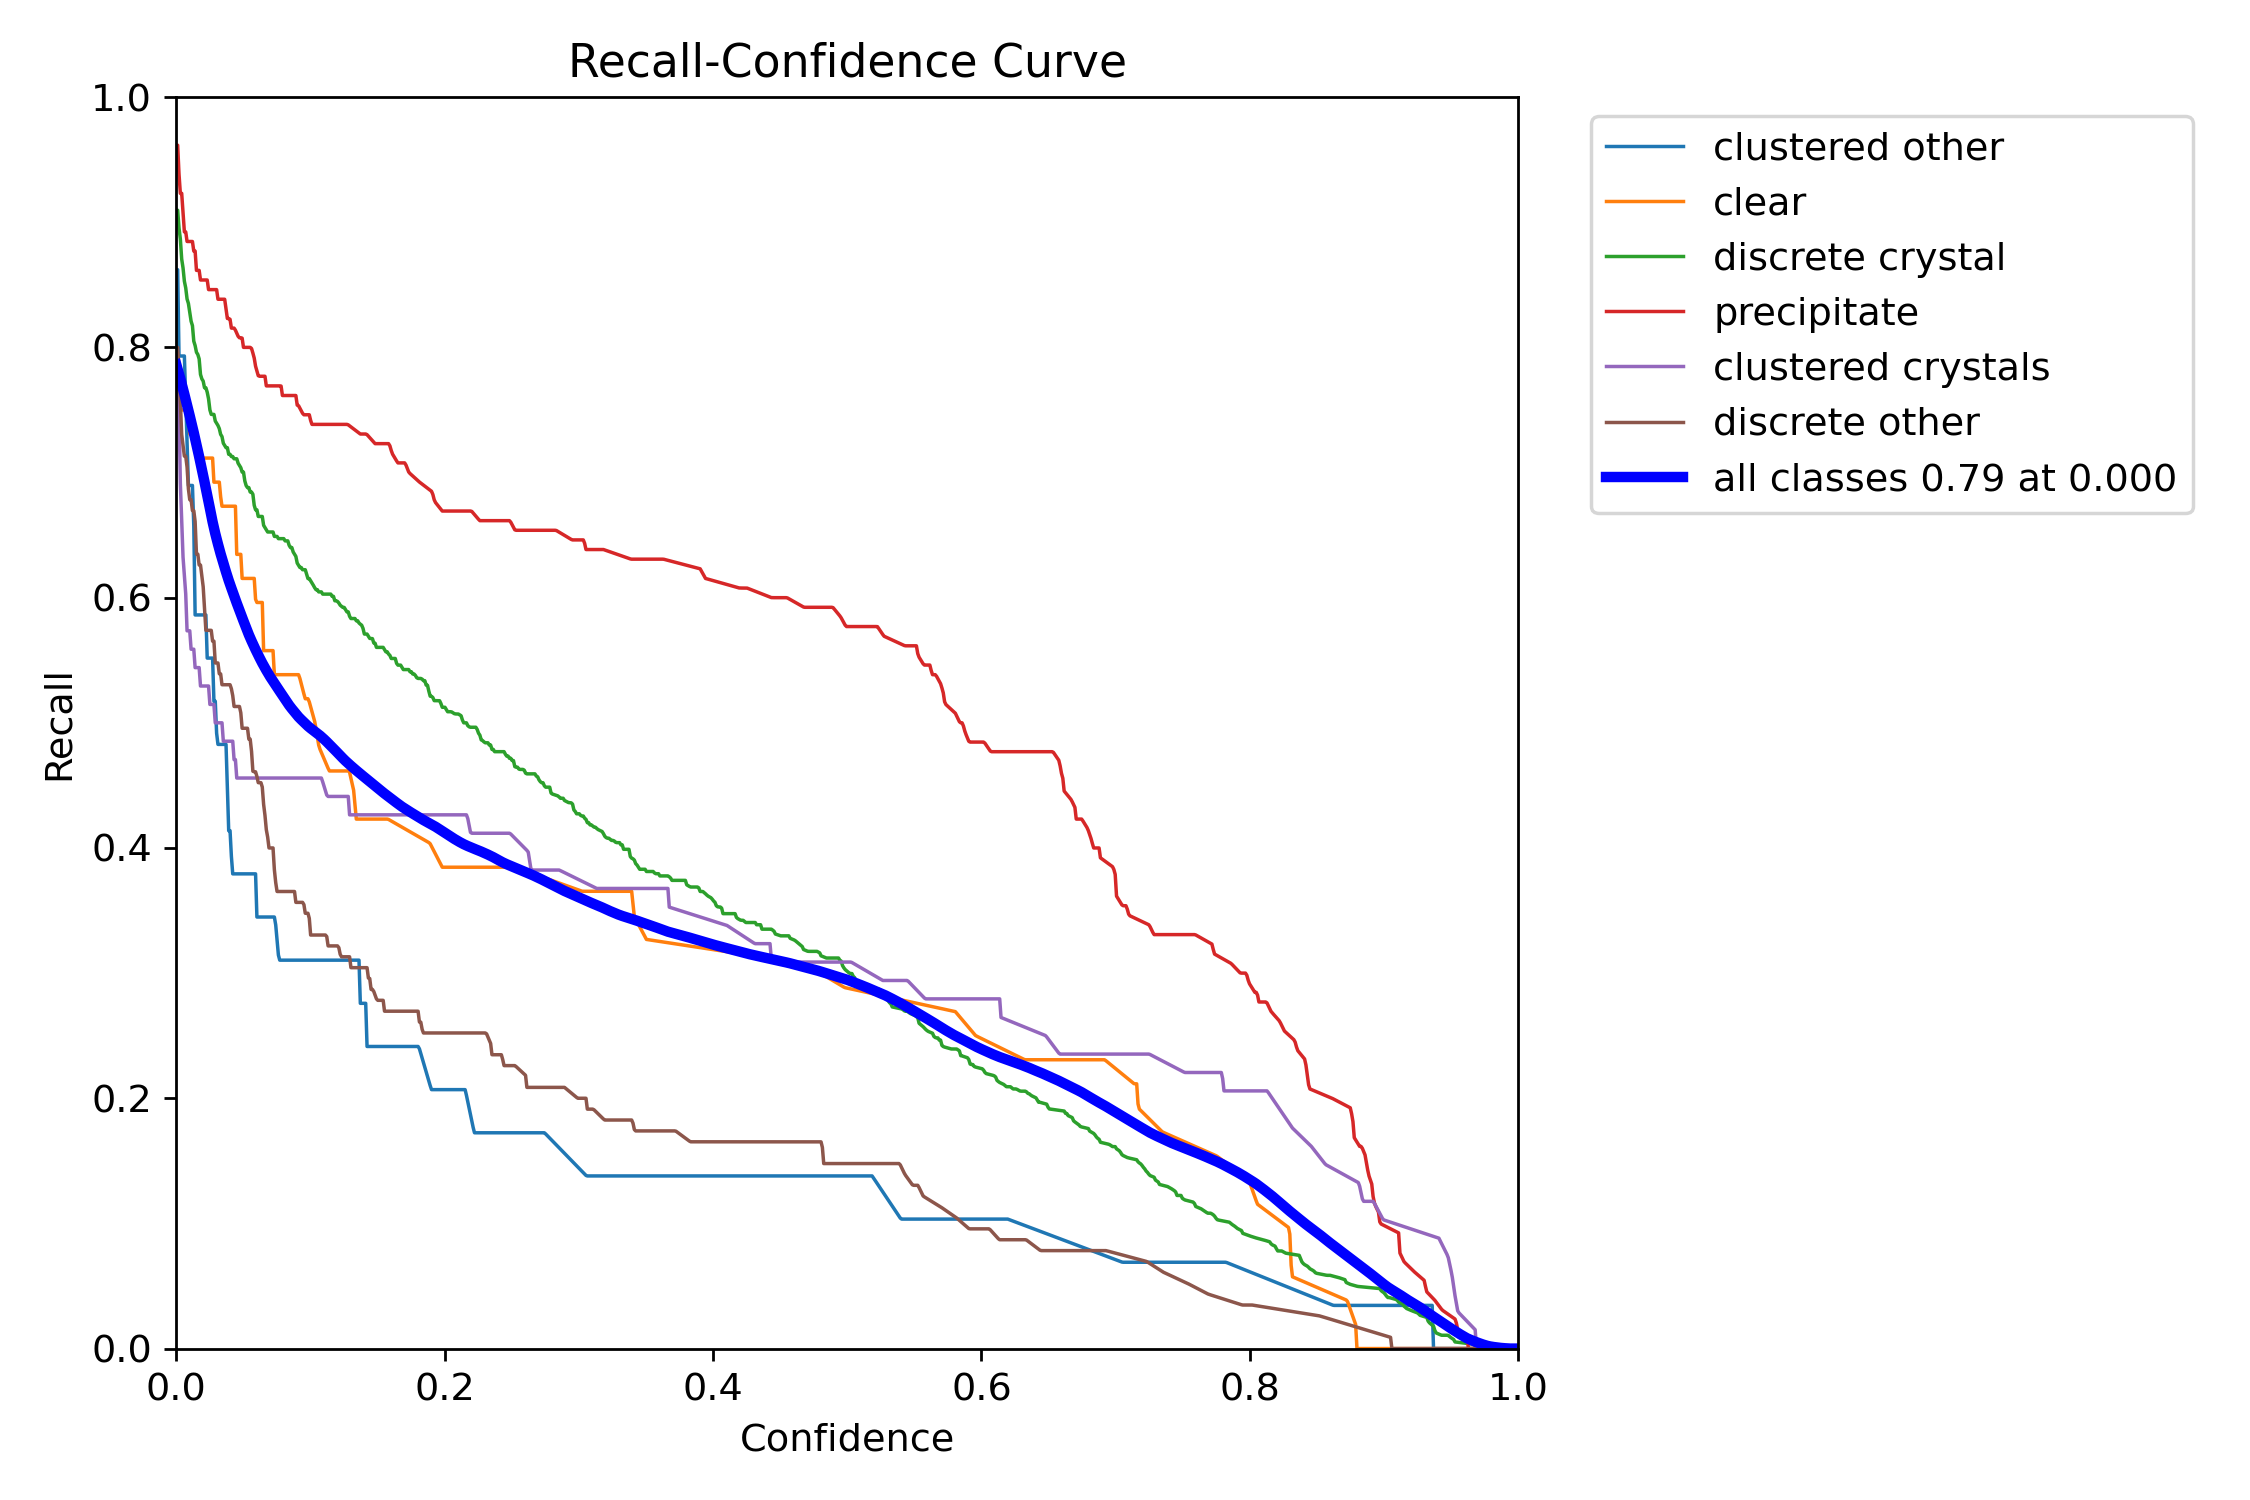 Recall-Confidence Curve
1.0
0.8
0.6
0.4
0.2
0.0
Recall
0.0 0.2 0.4 0.6 0.8 1.0
Confidence
clustered other
clear
discrete crystal
precipitate
clustered crystals
discrete other
all classes 0.79 at 0.000